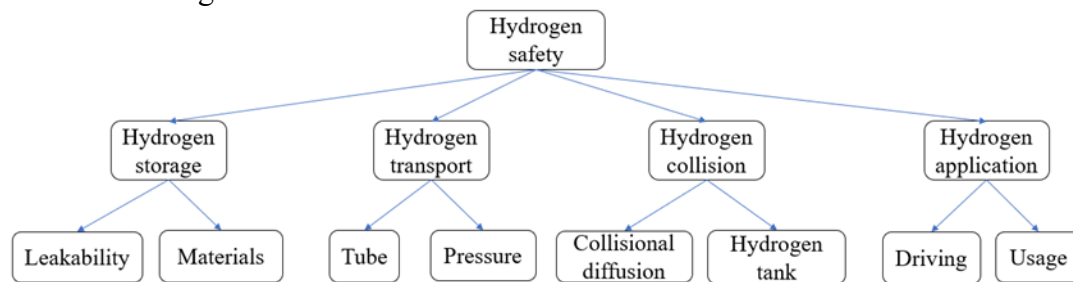 Hydrogen
safety
Hydrogen
storage
Hydrogen
transport
Hydrogen
collision
Hydrogen
application
Leakability
Materials
Tube
Pressure
Collisional
diffusion
Hydrogen
tank
Driving
Usage